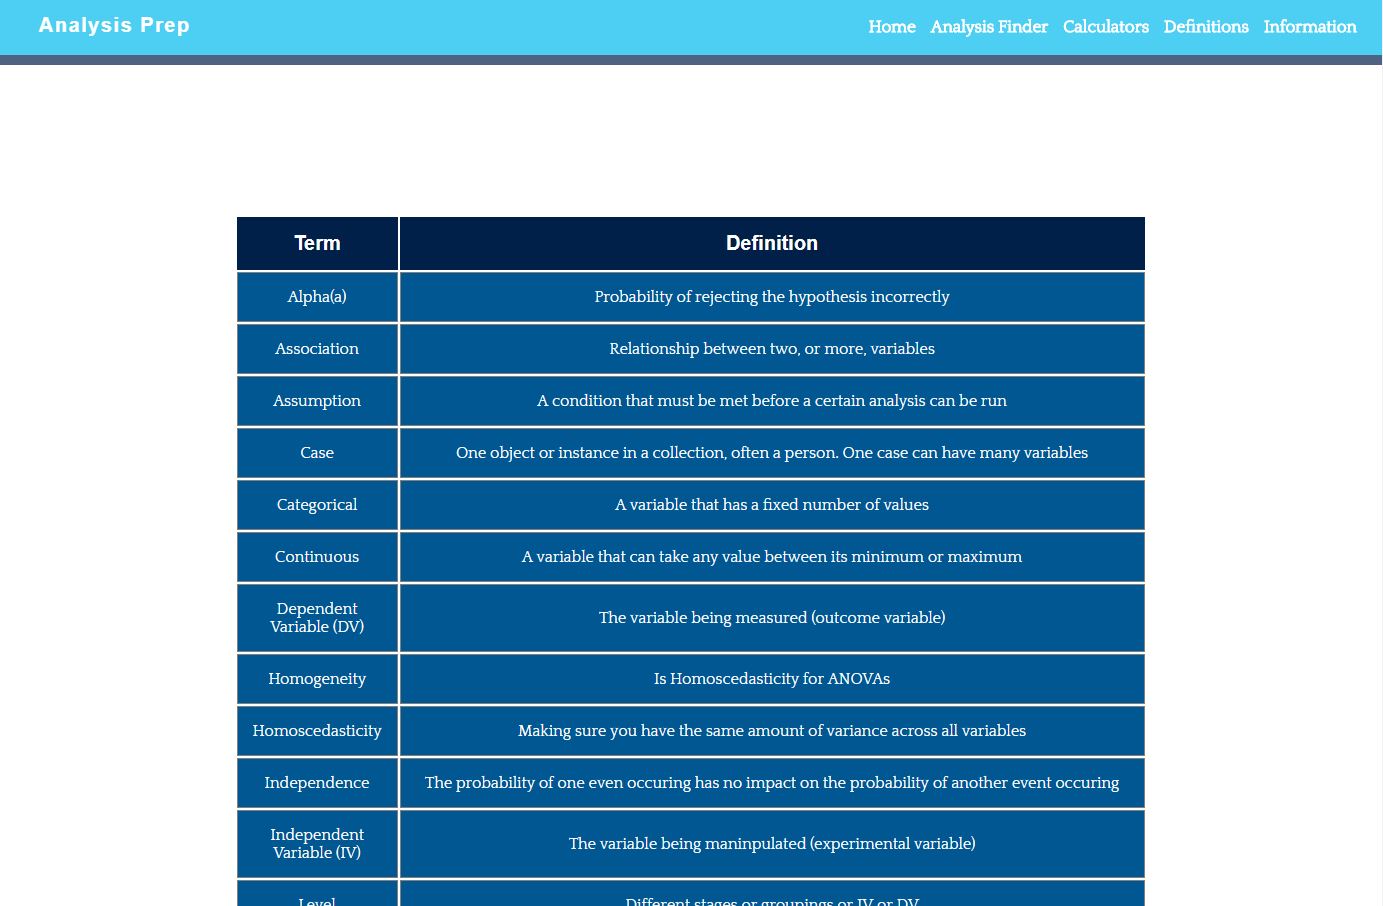 Analysis Prep
Home Analysis Finder Calculators Definitions Information
Term Definition
Alpha(a) Probability of rejecting the hypothesis incorrectly
Association Relationship between two, or more, variables
Assumption A condition that must be met before a certain analysis can be run
Case One object or instance in a collection, often a person. One case can have many variables
Categorical A variable that has a fixed number of values
Continuous A variable that can take any value between its minimum or maximum
Dependent
Variable (DV)
The variable being measured (outcome variable)
Homogeneity Is Homoscedasticity for ANOVAs
Homoscedasticity Making sure you have the same amount of variance across all variables
Independence The probability of one even occuring has no impact on the probability of another event occuring
Independent
Variable (IV)
The variable being maninpulated (experimental variable)
Level Different stages or groupings or IV or DV